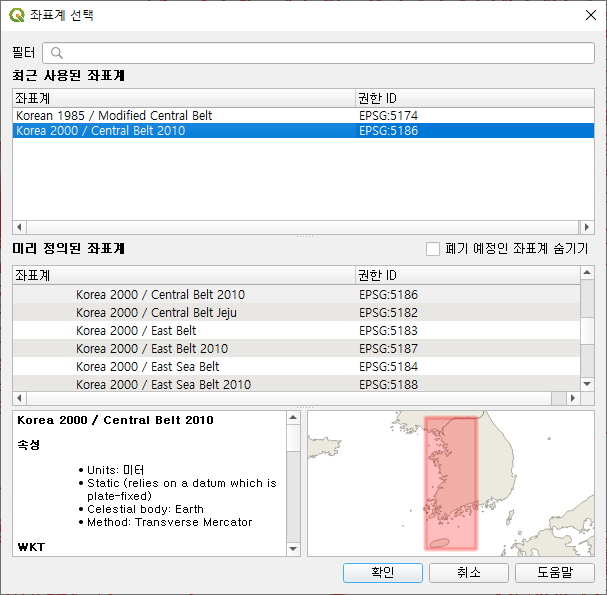 좌표계 선택
필터
최근 사용된 좌표계
좌표계 권한 ID
Korean 1985 / Modified Central Belt EPSG:5174
Korea 2000 / Central Belt 2010 EPSG:5186
미리 정의된 좌표계 폐기 예정인 좌표계 숨기기
좌표계 권한 ID
Korea 2000 / Central Belt 2010 EPSG:5186
Korea 2000 / Central Belt Jeju EPSG:5182
Korea 2000 / East Belt EPSG:5183
Korea 2000 / East Belt 2010 EPSG:5187
Korea 2000 / East Sea Belt EPSG:5184
Korea 2000 / East Sea Belt 2010 EPSG:5188
Korea 2000 / Central Belt 2010
속성
• Units: 미터
• Static (relies on a datum which is
plate-fixed)
• Celestial body: Earth
• Method: Transverse Mercator
WKT
확인 취소 도움말